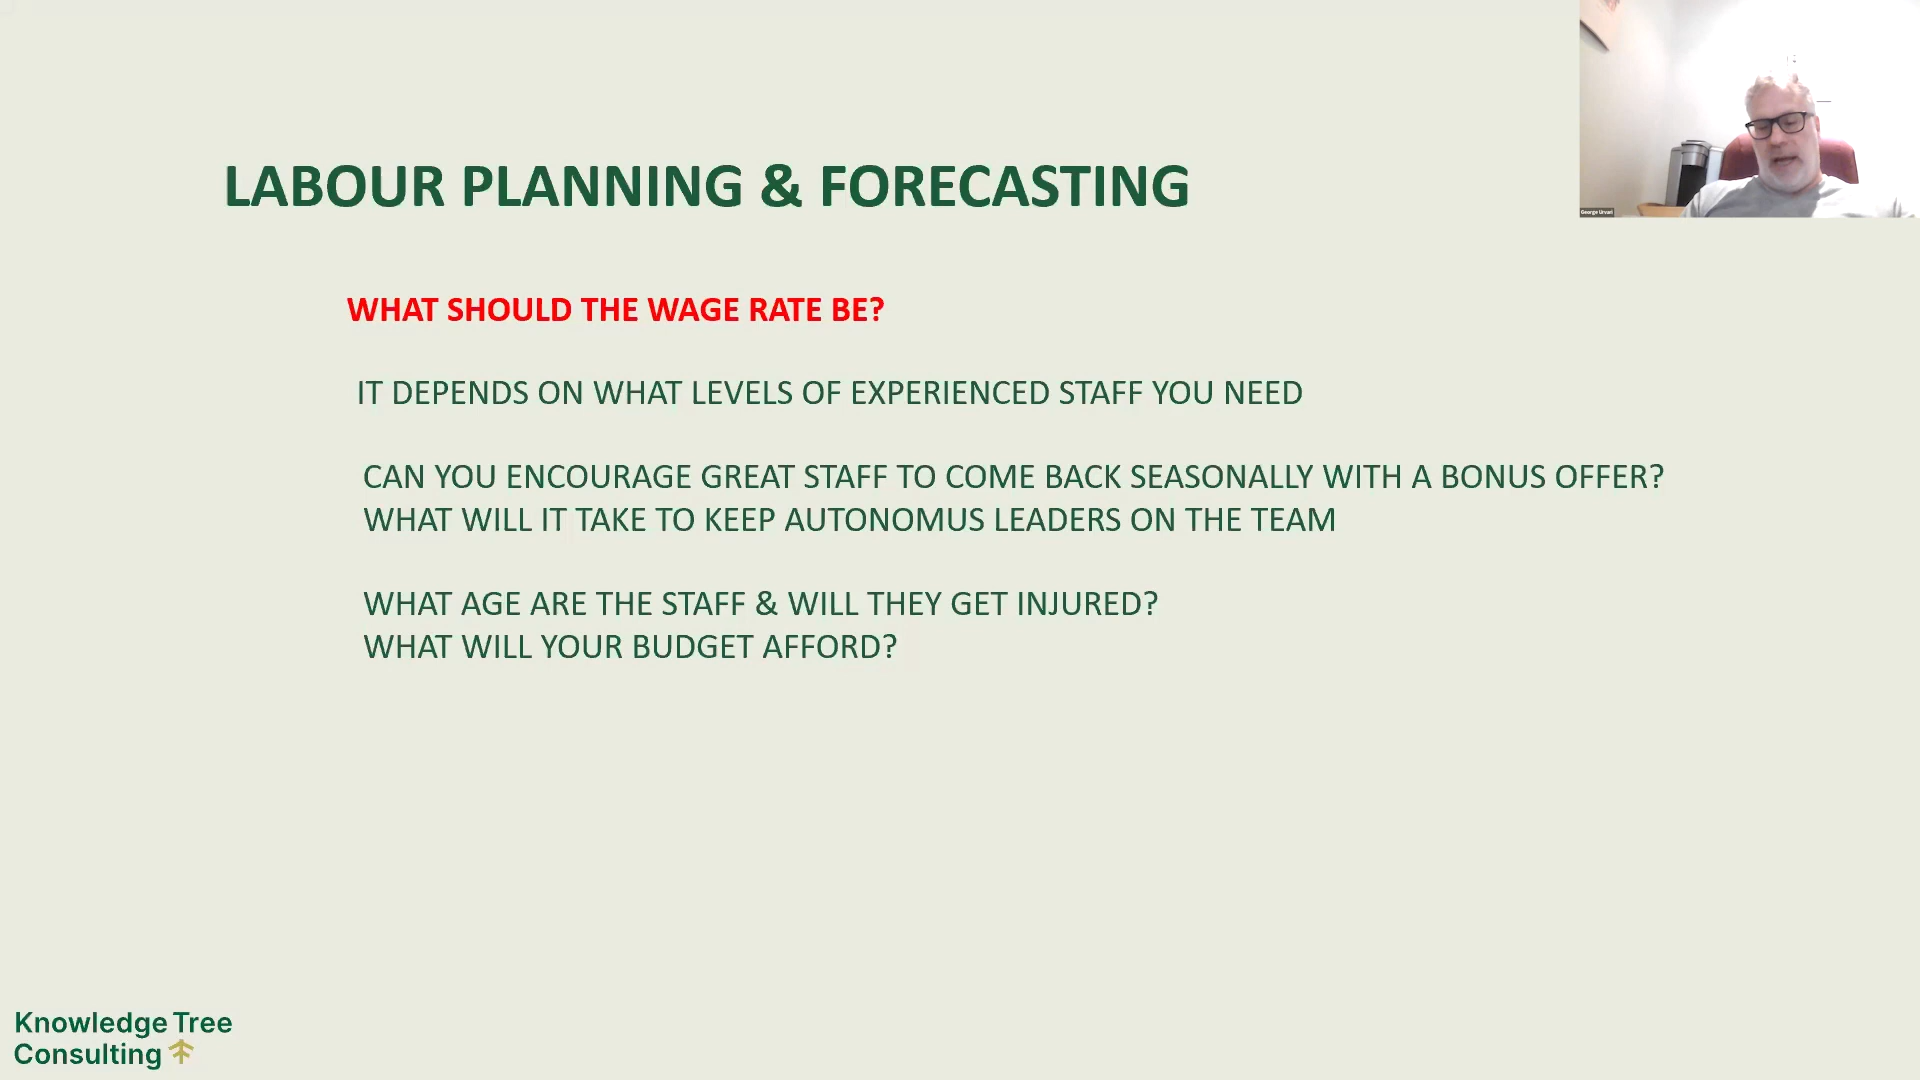 LABOUR PLANNING & FORECASTING
WHAT SHOULD THE WAGE RATE BE?
IT DEPENDS ON WHAT LEVELS OF EXPERIENCED STAFF YOU NEED
CAN YOU ENCOURAGE GREAT STAFF TO COME BACK SEASONALLY WITH A BONUS OFFER?
WHAT WILL IT TAKE TO KEEP AUTONOMUS LEADERS ON THE TEAM
WHAT AGE ARE THE STAFF & WILL THEY GET INJURED?
WHAT WILL YOUR BUDGET AFFORD?
George Urvari
Knowledge Tree
Consulting